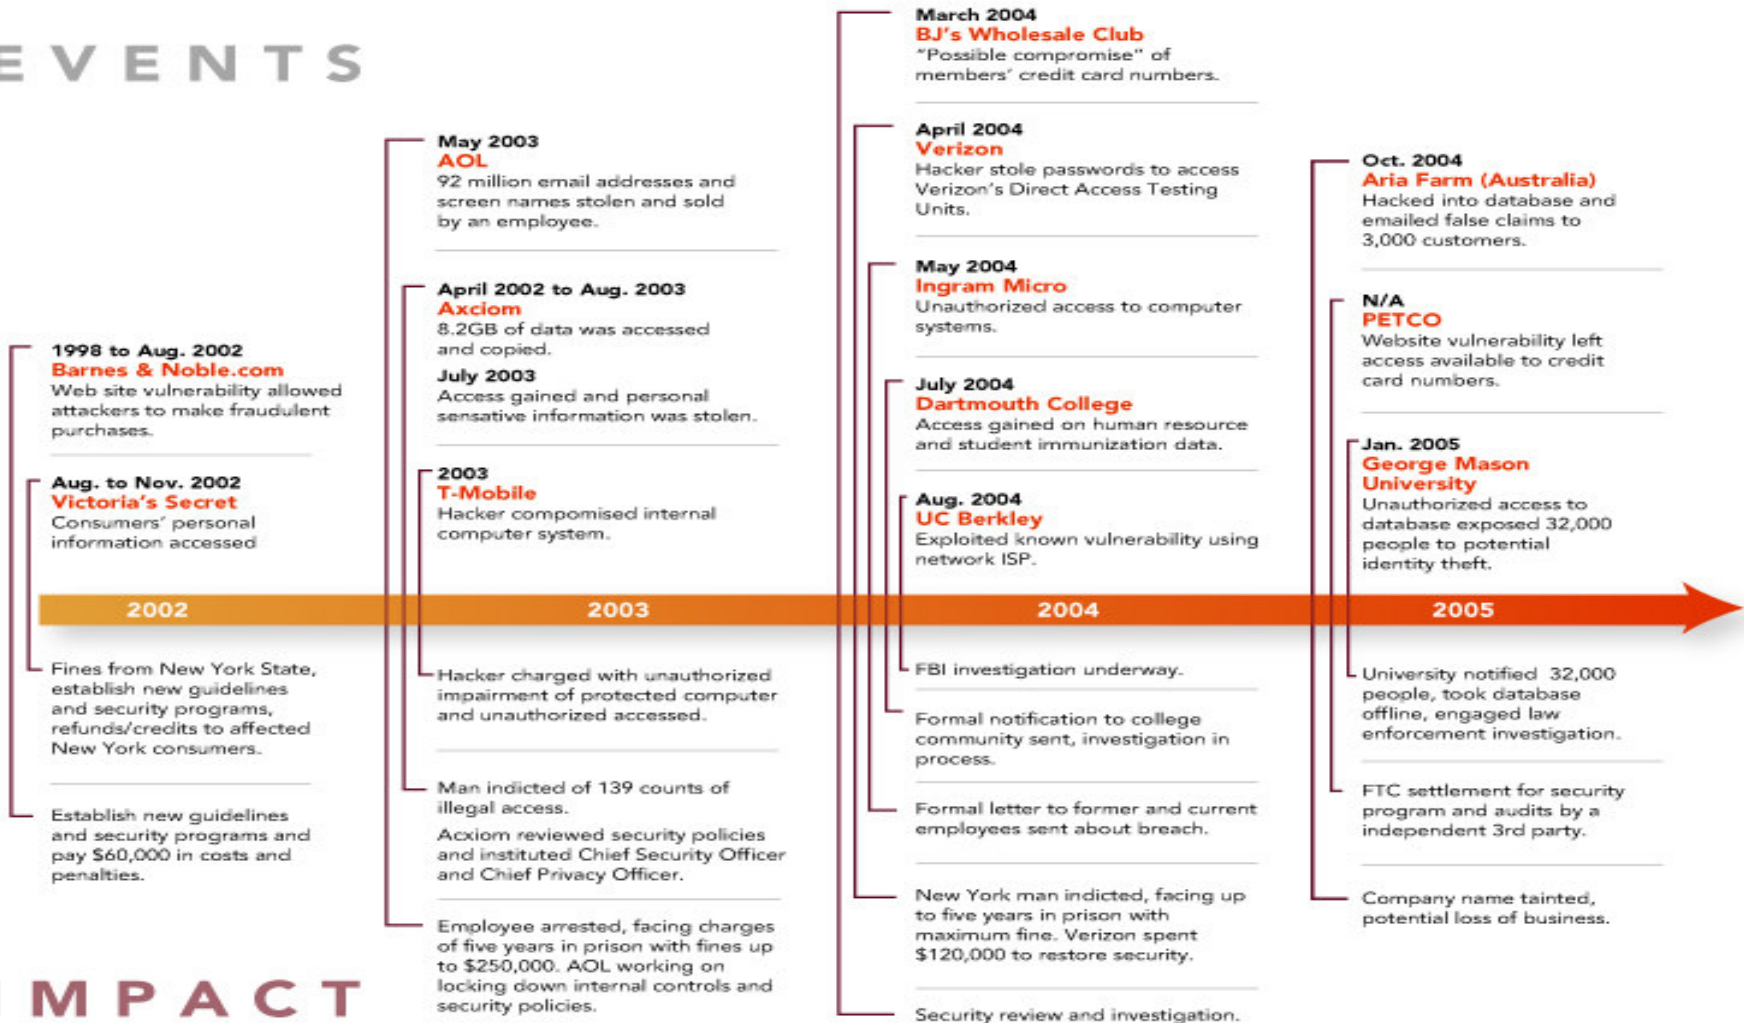 EVENTS
1998 to Aug. 2002
Barnes & Noble.com
Web site vulnerability allowed
attackers to make fraudulent
purchases.
Aug. to Nov. 2002
Victoria's Secret
Consumers' personal
information accessed
May 2003
AOL
92 million email addresses and
screen names stolen and sold
by an employee.
April 2002 to Aug. 2003
Axciom
8.2GB of data was accessed
and copied.
July 2003
Access gained and personal
sensative information was stolen.
2003
T-Mobile
Hacker compomised internal
computer system.
March 2004
BJ's Wholesale Club
"Possible compromise" of
members' credit card numbers.
April 2004
Verizon
Hacker stole passwords to access
Verizon's Direct Access Testing
Units.
May 2004
Ingram Micro
Unauthorized access to computer
systems.
July 2004
Dartmouth College
Access gained on human resource
and student immunization data.
Aug. 2004
UC Berkley
Exploited known vulnerability using
network ISP.
Oct. 2004
Aria Farm (Australia)
Hacked into database and
emailed false claims to
3,000 customers.
N/A
PETCO
Website vulnerability left
access available to credit
card numbers.
Jan. 2005
George Mason
University
Unauthorized access to
database exposed 32,000
people to potential
identity theft.
2002
2003
2004
2005
Fines from New York State,
establish new guidelines
and security programs,
refunds/credits to affected
New York consumers.
Establish new guidelines
and security programs and
pay $60,000 in costs and
penalties.
Hacker charged with unauthorized
impairment of protected computer
and unauthorized accessed.
Man indicted of 139 counts of
illegal access.
Acxiom reviewed security policies
and instituted Chief Security Officer
and Chief Privacy Officer.
Employee arrested, facing charges
of five years in prison with fines up
to $250,000. AOL working on
locking down internal controls and
security policies.
FBI investigation underway.
Formal notification to college
community sent, investigation in
process.
Formal letter to former and current
employees sent about breach.
New York man indicted, facing up
to five years in prison with
maximum fine. Verizon spent
$120,000 to restore security.
Security review and investigation.
University notified 32,000
people, took database
offline, engaged law
enforcement investigation.
FTC settlement for security
program and audits by a
independent 3rd party.
Company name tainted,
potential loss of business.
IMPACT